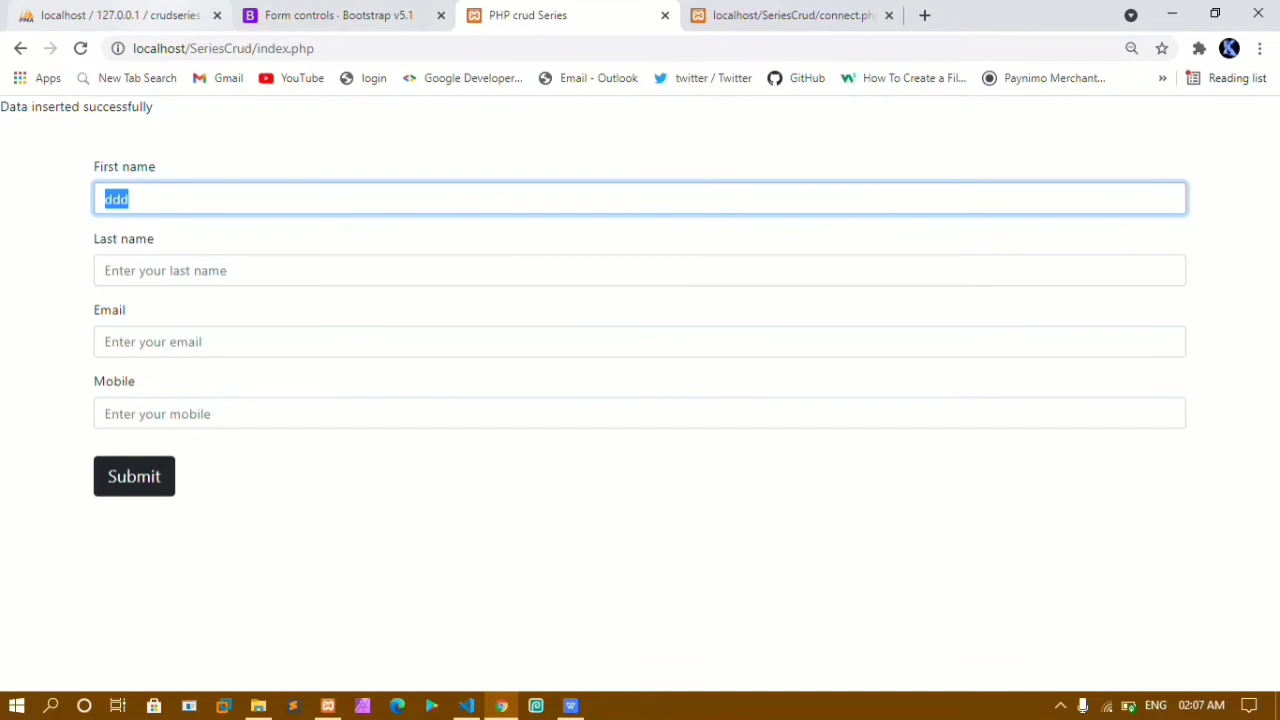 localhost / 127.0.0.1 / crudseries
Form controls · Bootstrap v5.1
PHP crud Series
localhost/SeriesCrud/connect.php
localhost/SeriesCrud/index.php
Apps
New Tab Search
Gmail
YouTube
login
Google Developer...
Email - Outlook
twitter / Twitter
GitHub
How To Create a Fil...
Paynimo Merchant...
»
Reading list
Data inserted successfully
First name
ddd
Last name
Enter your last name
Email
Enter your email
Mobile
Enter your mobile
Submit
ENG
02:07 AM